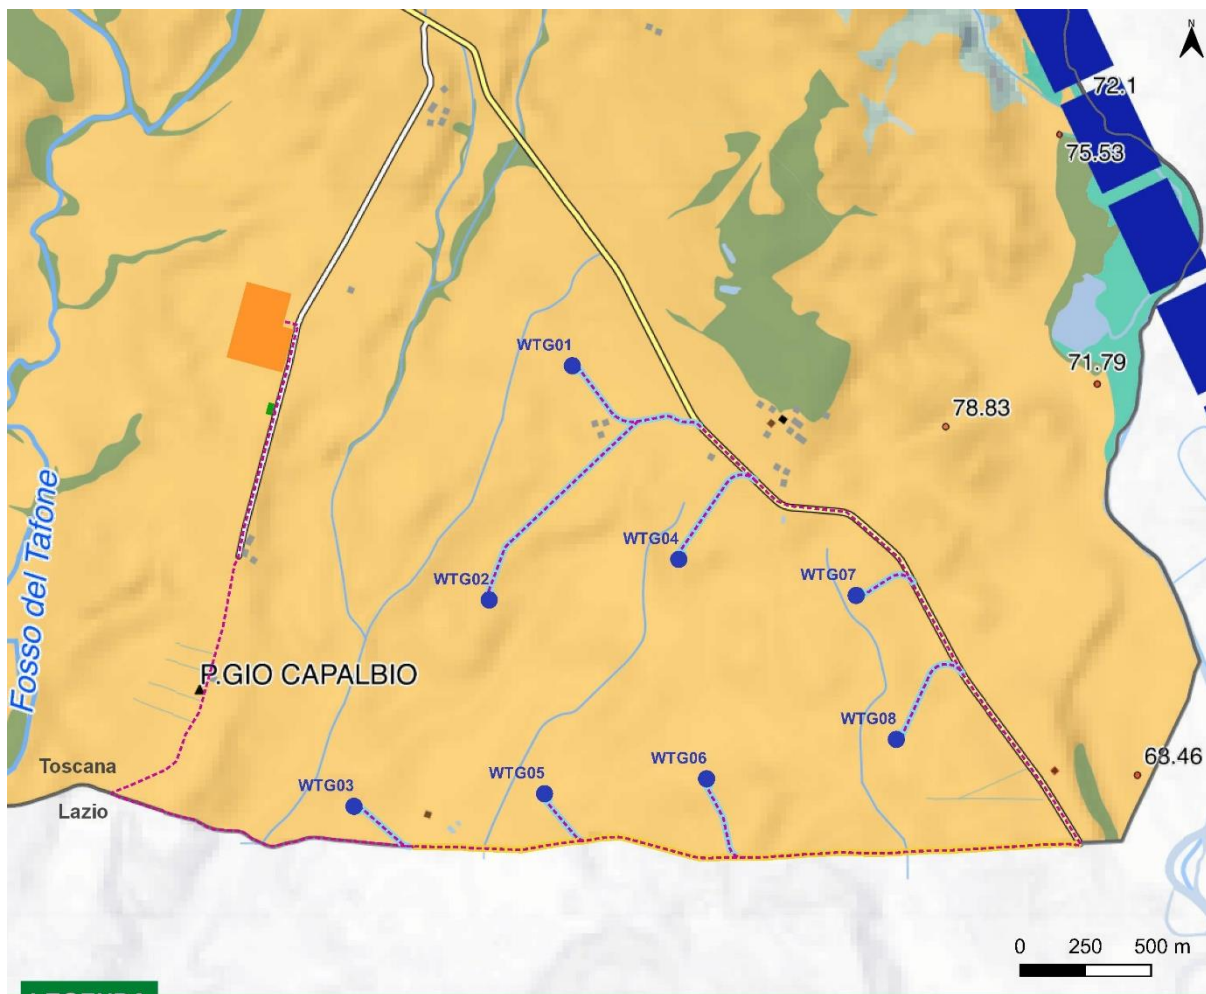 N
72.1
75.53
WTG01
71.79
78.83
Fosso del Tafone
WTG04
WTG02
WTG07
P.GIO CAPALBIO
WTG08
Toscana
WTG06
63.46
WTG05
WTG03
Lazio
0 250 500 m